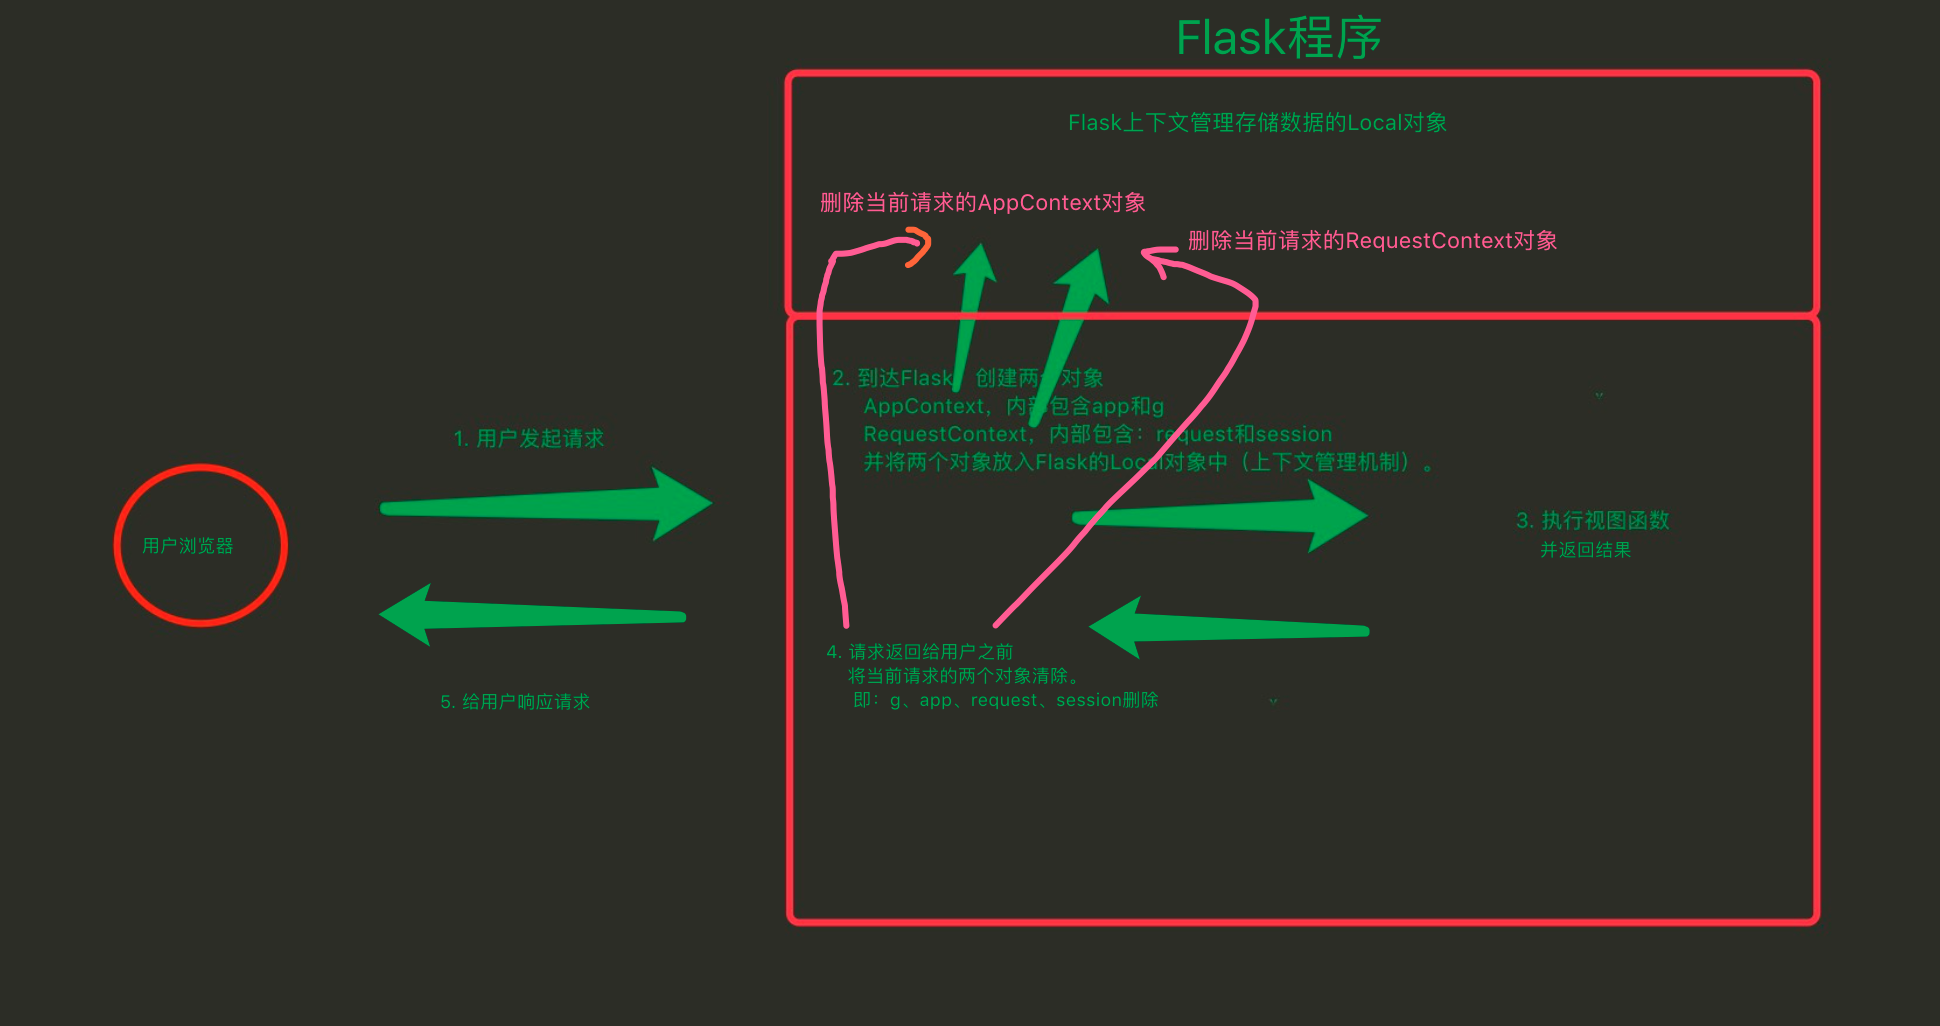 Flask程序
Flask上下文管理存储数据的Local对象
删除当前请求的AppContext对象
删除当前请求的RequestContext对象
2. 到达Flask 创建两个对象
AppContext，内部包含app和g
RequestContext，内部包含：request和session
并将两个对象放入Flask的Local对象中（上下文管理机制）。
1. 用户发起请求
用户浏览器
3. 执行视图函数
并返回结果
4. 请求返回给用户之前
将当前请求的两个对象清除。
即：g、app、request、session删除
5. 给用户响应请求